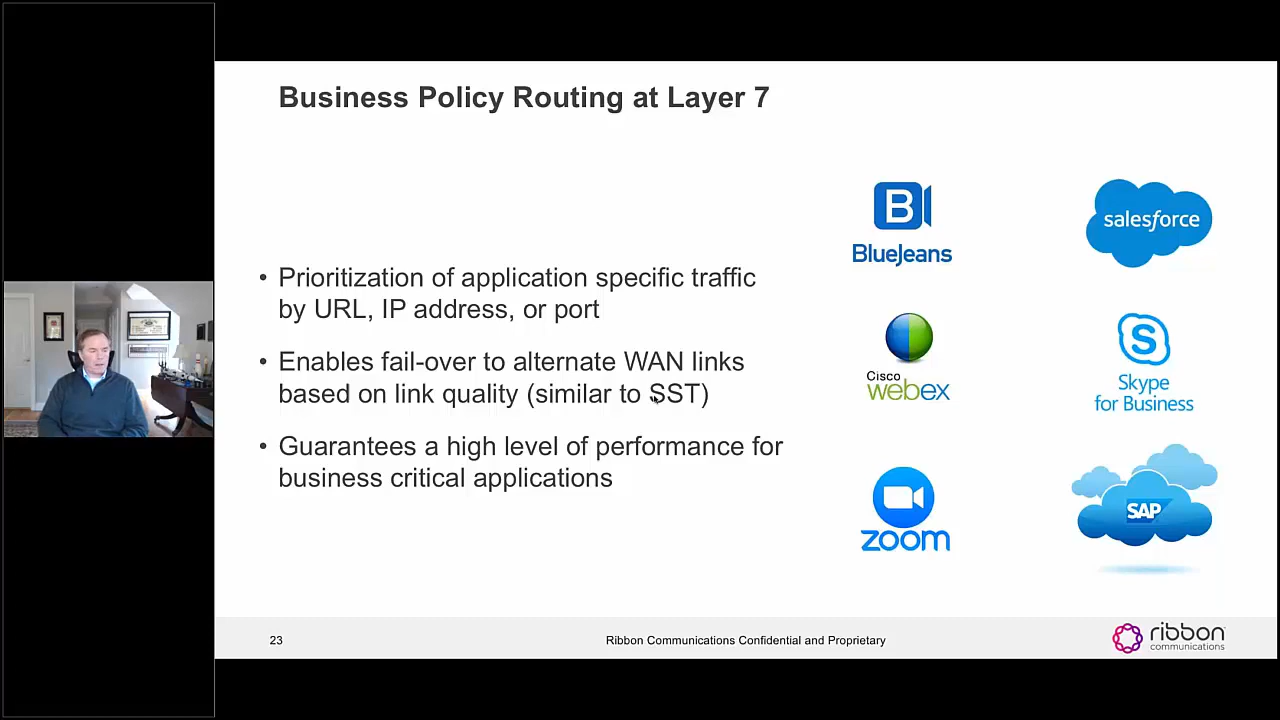 Business Policy Routing at Layer 7
• Prioritization of application specific traffic
by URL, IP address, or port
• Enables fail-over to alternate WAN links
based on link quality (similar to SST)
• Guarantees a high level of performance for
business critical applications
B
BlueJeans
salesforce
Cisco
webex
S
Skype
for Business
zoom
SAP
23
Ribbon Communications Confidential and Proprietary
ribbon
communications